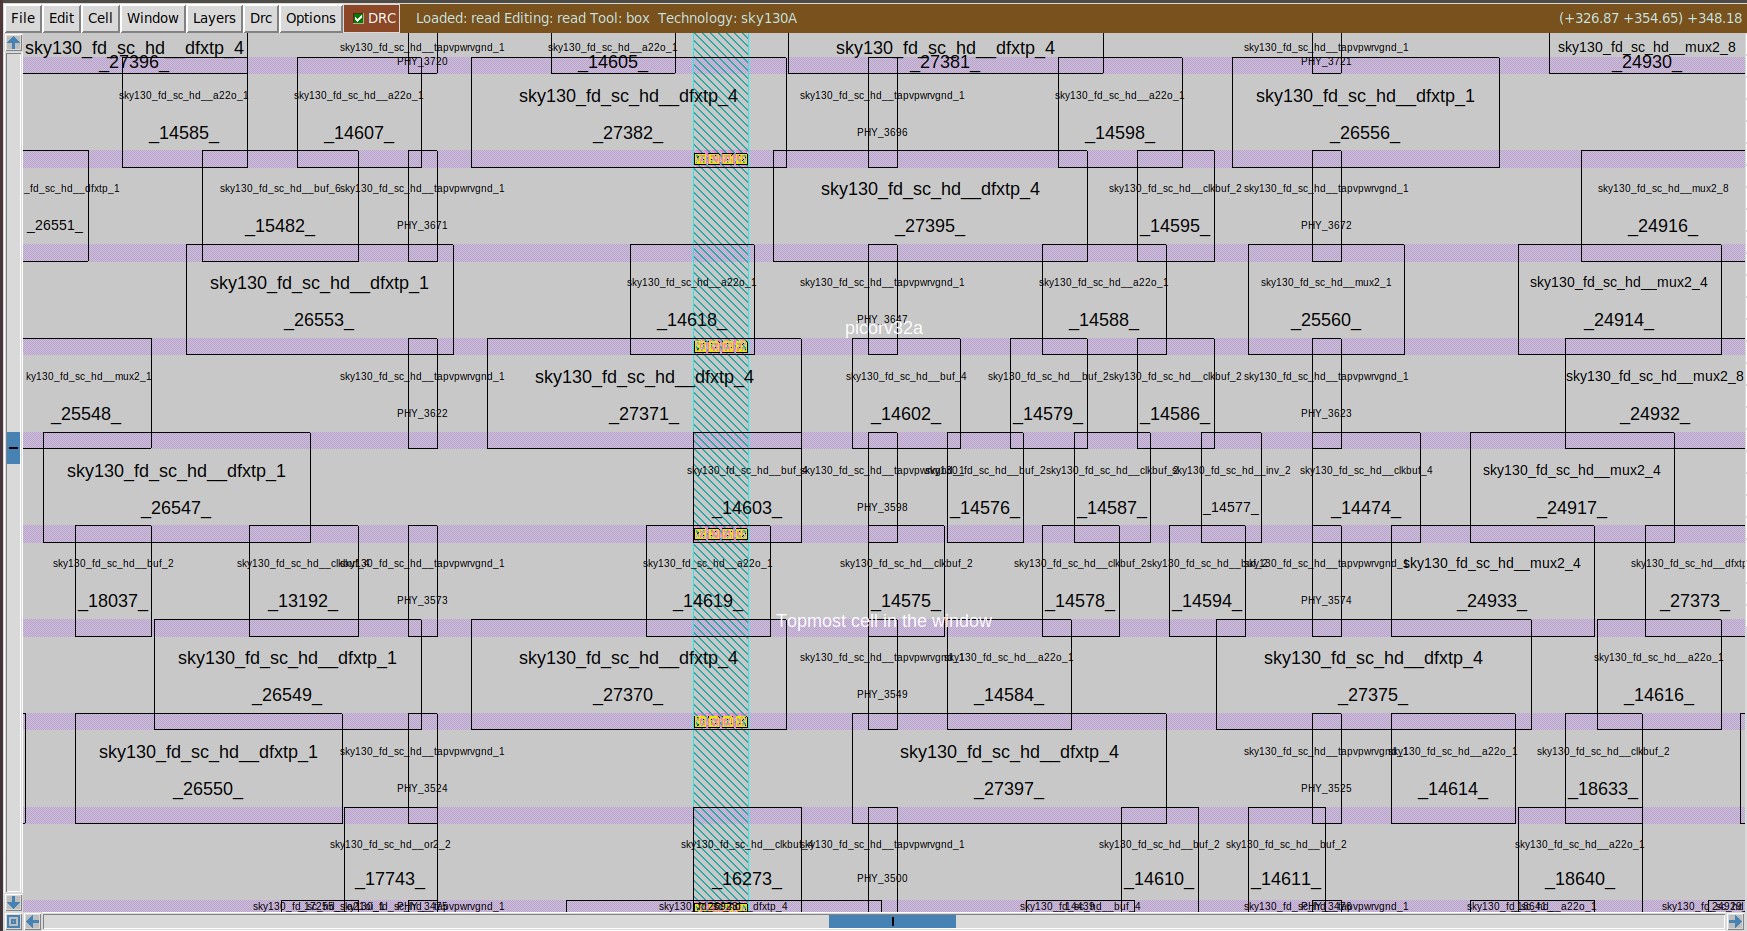 File Edit Cell Window Layers Drc Options DRC Loaded: read Editing: read Tool: box Technology: sky130A (+326.87 +354.65) +348.18
sky130_fd_sc_hd__dfxtp_4 sky130_fd_sc_hd__tapvpwrvgnd_1 sky130_fd_sc_hd__a22o_1 sky130_fd_sc_hd__dfxtp_4 sky130_fd_sc_hd__tapvpwrvgnd_1 sky130_fd_sc_hd__mux2_8
_27396_ PHY_3720 _14605_ _27381_ PHY_3721 _24930_
sky130_fd_sc_hd__a22o_1 sky130_fd_sc_hd__a22o_1 sky130_fd_sc_hd__dfxtp_4 sky130_fd_sc_hd__tapvpwrvgnd_1 sky130_fd_sc_hd__a22o_1 sky130_fd_sc_hd__dfxtp_1
_14585_ _14607_ _27382_ PHY_3696 _14598_ _26556_
_fd_sc_hd__dfxtp_1 sky130_fd_sc_hd__buf_6 sky130_fd_sc_hd__tapvpwrvgnd_1 sky130_fd_sc_hd__dfxtp_4 sky130_fd_sc_hd__clkbuf_2 sky130_fd_sc_hd__tapvpwrvgnd_1 sky130_fd_sc_hd__mux2_8
_26551_ _15482_ PHY_3671 _27395_ _14595_ PHY_3672 _24916_
sky130_fd_sc_hd__dfxtp_1 sky130_fd_sc_hd__a22o_1 sky130_fd_sc_hd__tapvpwrvgnd_1 sky130_fd_sc_hd__a22o_1 sky130_fd_sc_hd__mux2_1 sky130_fd_sc_hd__mux2_4
_26553_ _14618_ PHY_3647 _14588_ _25560_ _24914_
picorv32a
ky130_fd_sc_hd__mux2_1 sky130_fd_sc_hd__tapvpwrvgnd_1 sky130_fd_sc_hd__dfxtp_4 sky130_fd_sc_hd__buf_4 sky130_fd_sc_hd__buf_2 sky130_fd_sc_hd__clkbuf_2 sky130_fd_sc_hd__tapvpwrvgnd_1 sky130_fd_sc_hd__mux2_8
_25548_ PHY_3622 _27371_ _14602_ _14579_ _14586_ PHY_3623 _24932_
sky130_fd_sc_hd__dfxtp_1 sky130_fd_sc_hd__buf_4 sky130_fd_sc_hd__tapvpwrvgnd_1 sky130_fd_sc_hd__buf_2 sky130_fd_sc_hd__clkbuf_2 sky130_fd_sc_hd__inv_2 sky130_fd_sc_hd__clkbuf_4 sky130_fd_sc_hd__mux2_4
_26547_ _14603_ PHY_3598 _14576_ _14587_ _14577_ _14474_ _24917_
sky130_fd_sc_hd__buf_2 sky130_fd_sc_hd__clkbuf_4 sky130_fd_sc_hd__tapvpwrvgnd_1 sky130_fd_sc_hd__a22o_1 sky130_fd_sc_hd__clkbuf_2 sky130_fd_sc_hd__clkbuf_2 sky130_fd_sc_hd__buf_2 sky130_fd_sc_hd__tapvpwrvgnd_1 sky130_fd_sc_hd__mux2_4 sky130_fd_sc_hd__dfxtp
_18037_ _13192_ PHY_3573 _14619_ _14575_ _14578_ _14594_ PHY_3574 _24933_ _27373_
Topmost cell in the window
sky130_fd_sc_hd__dfxtp_1 sky130_fd_sc_hd__dfxtp_4 sky130_fd_sc_hd__tapvpwrvgnd_1 sky130_fd_sc_hd__a22o_1 sky130_fd_sc_hd__dfxtp_4 sky130_fd_sc_hd__a22o_1
_26549_ _27370_ PHY_3549 _14584_ _27375_ _14616_
sky130_fd_sc_hd__dfxtp_1 sky130_fd_sc_hd__tapvpwrvgnd_1 sky130_fd_sc_hd__dfxtp_4 sky130_fd_sc_hd__tapvpwrvgnd_1 sky130_fd_sc_hd__a22o_1 sky130_fd_sc_hd__clkbuf_2
_26550_ PHY_3524 _27397_ PHY_3525 _14614_ _18633_
sky130_fd_sc_hd__or2_2 sky130_fd_sc_hd__clkbuf_4 sky130_fd_sc_hd__tapvpwrvgnd_1 sky130_fd_sc_hd__buf_2 sky130_fd_sc_hd__buf_2 sky130_fd_sc_hd__a22o_1
_17743_ _16273_ PHY_3500 _14610_ _14611_ _18640_